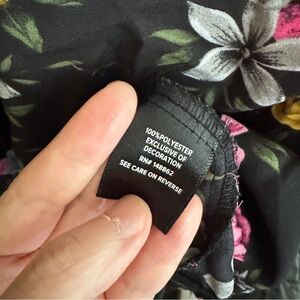 100%POLYESTER
EXCLUSIVE OF
DECORATION
RN# 148862
SEE CARE ON REVERSE